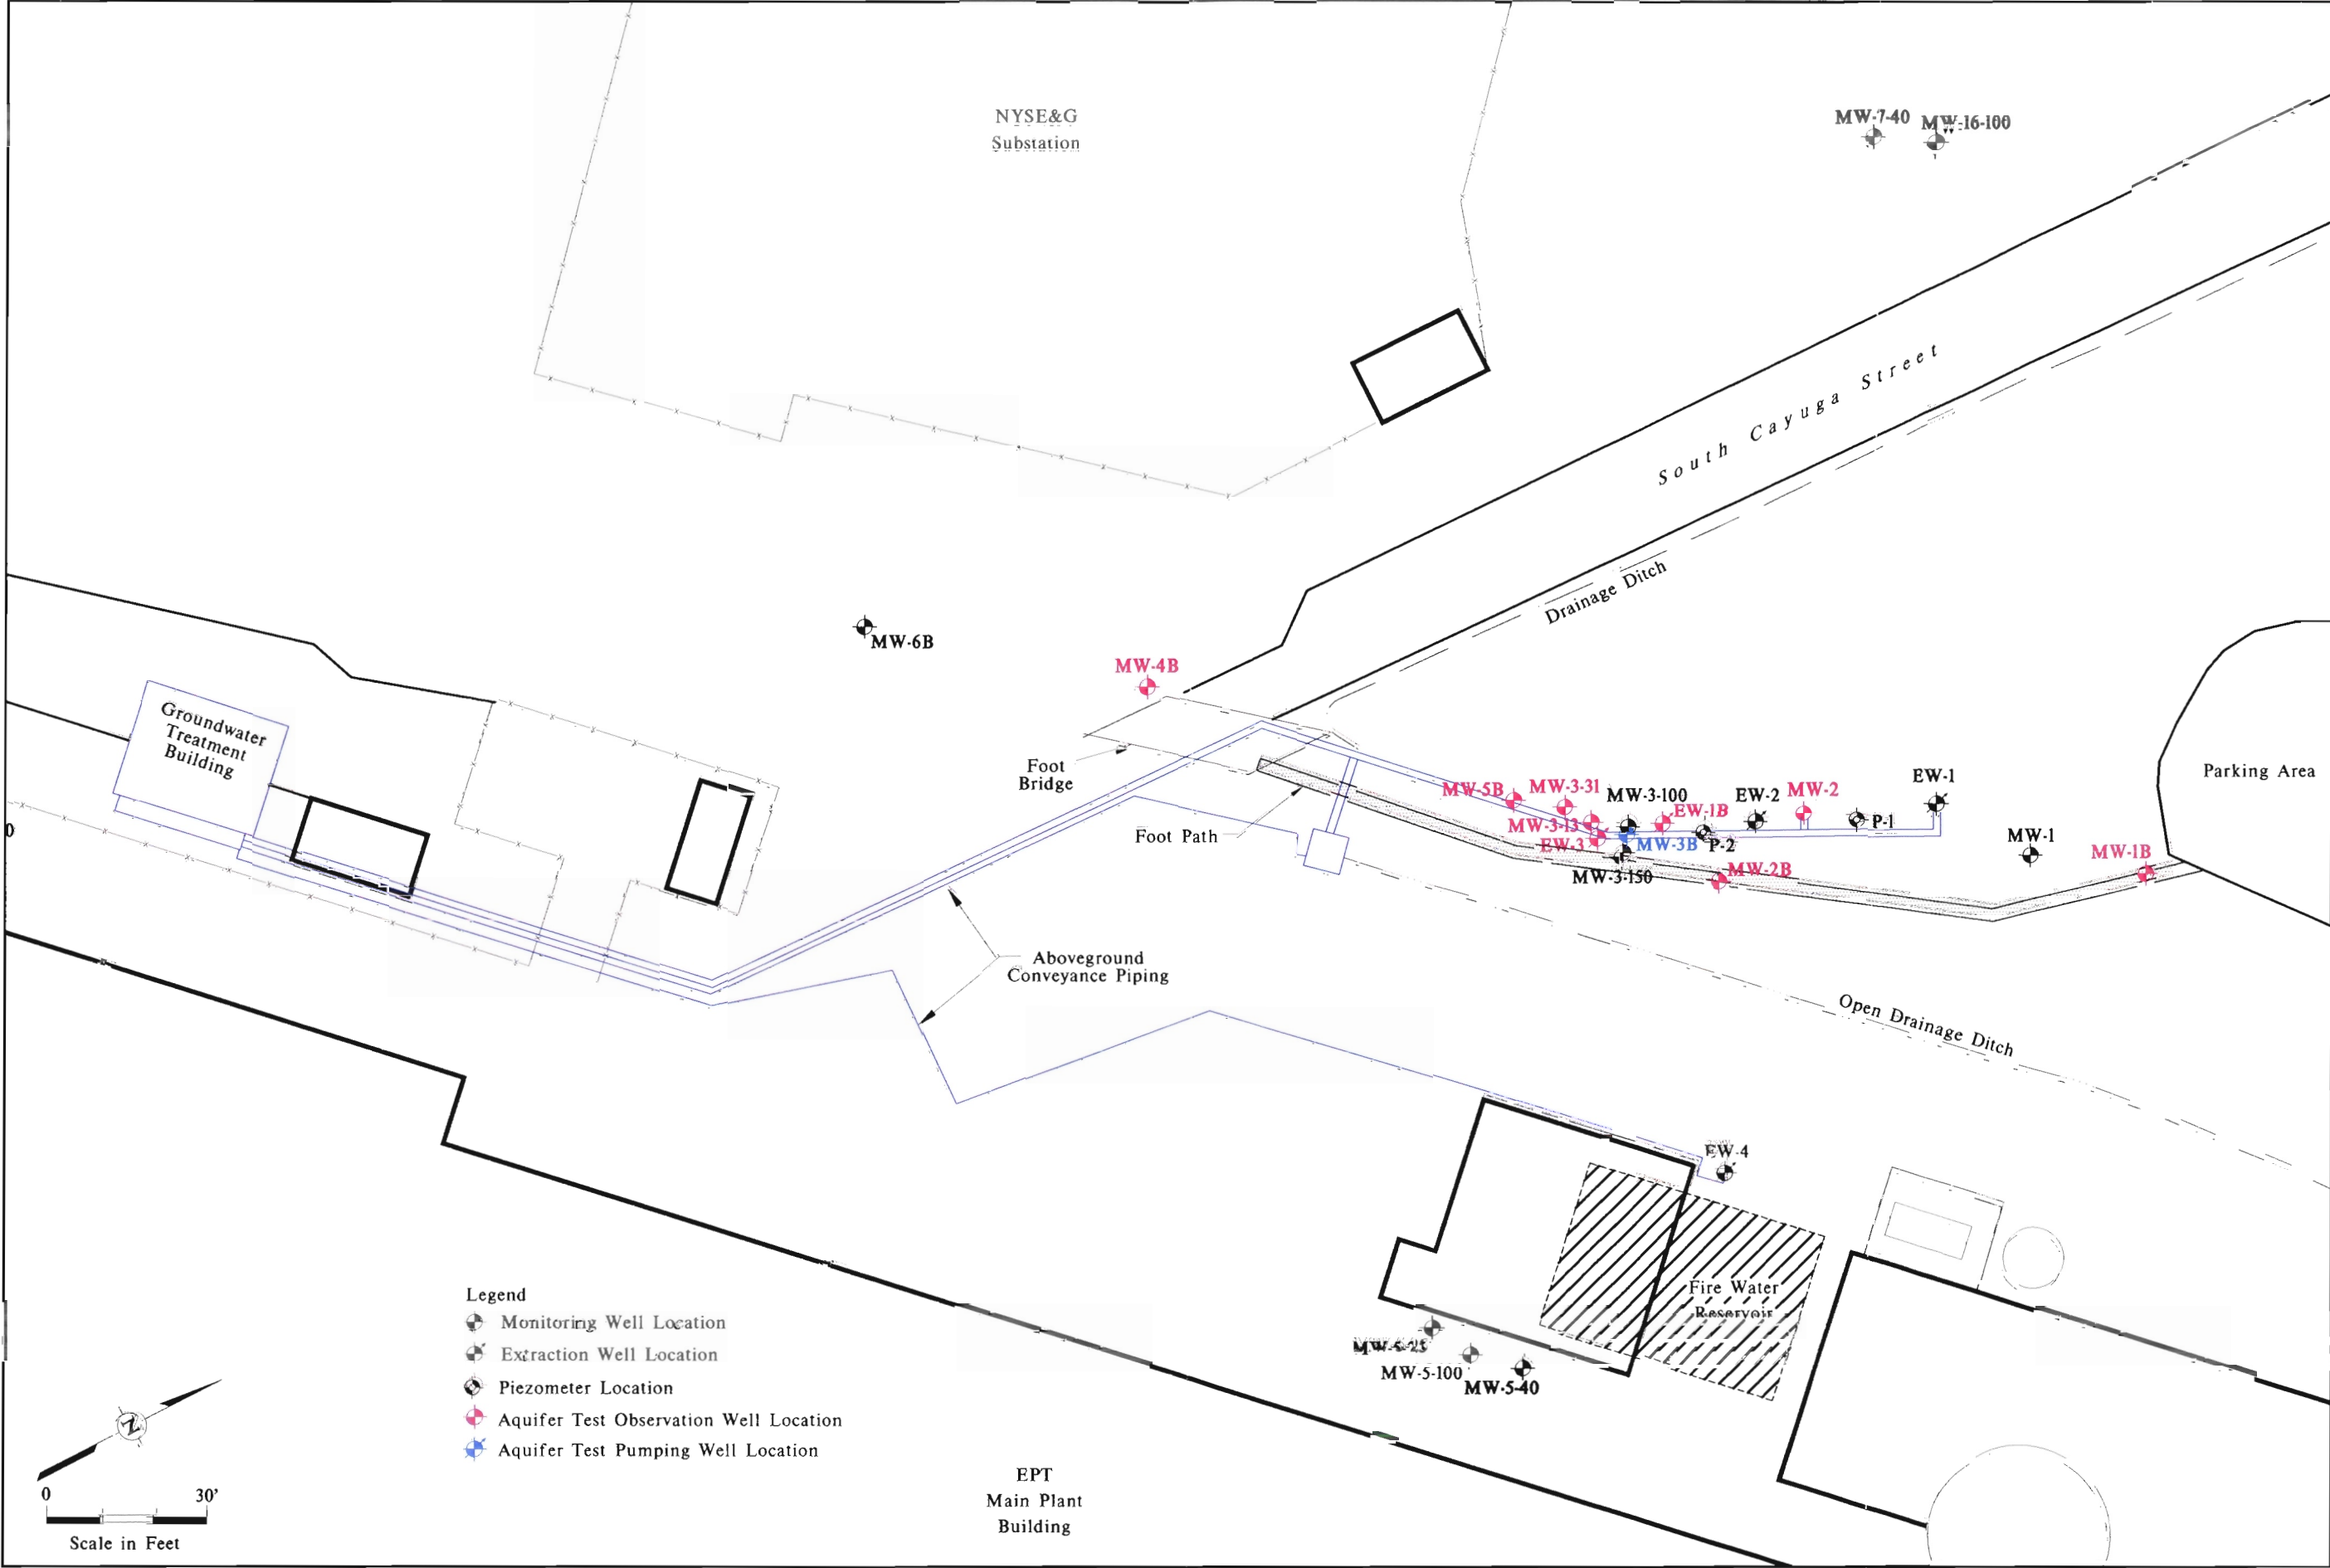 NYSE&G
Substation
MW-7-40
MW-16-100
South Cayuga Street
Drainage Ditch
MW-6B
MW-4B
Groundwater
Treatment
Building
Foot
Bridge
Foot Path
MW-5B
MW-3-31
MW-3-100
EW-2
MW-2
EW-1
Parking Area
MW-3-13
EW-1B
P-1
EW-3
MW-3B
P-2
MW-1
MW-1B
MW-3-150
MW-2B
0
Aboveground
Conveyance Piping
Open Drainage Ditch
EW-4
Fire Water
Reservoir
MW-5-25
MW-5-100
MW-5-40
Legend
Monitoring Well Location
Extraction Well Location
Piezometer Location
Aquifer Test Observation Well Location
Aquifer Test Pumping Well Location
N
0 30'
Scale in Feet
EPT
Main Plant
Building